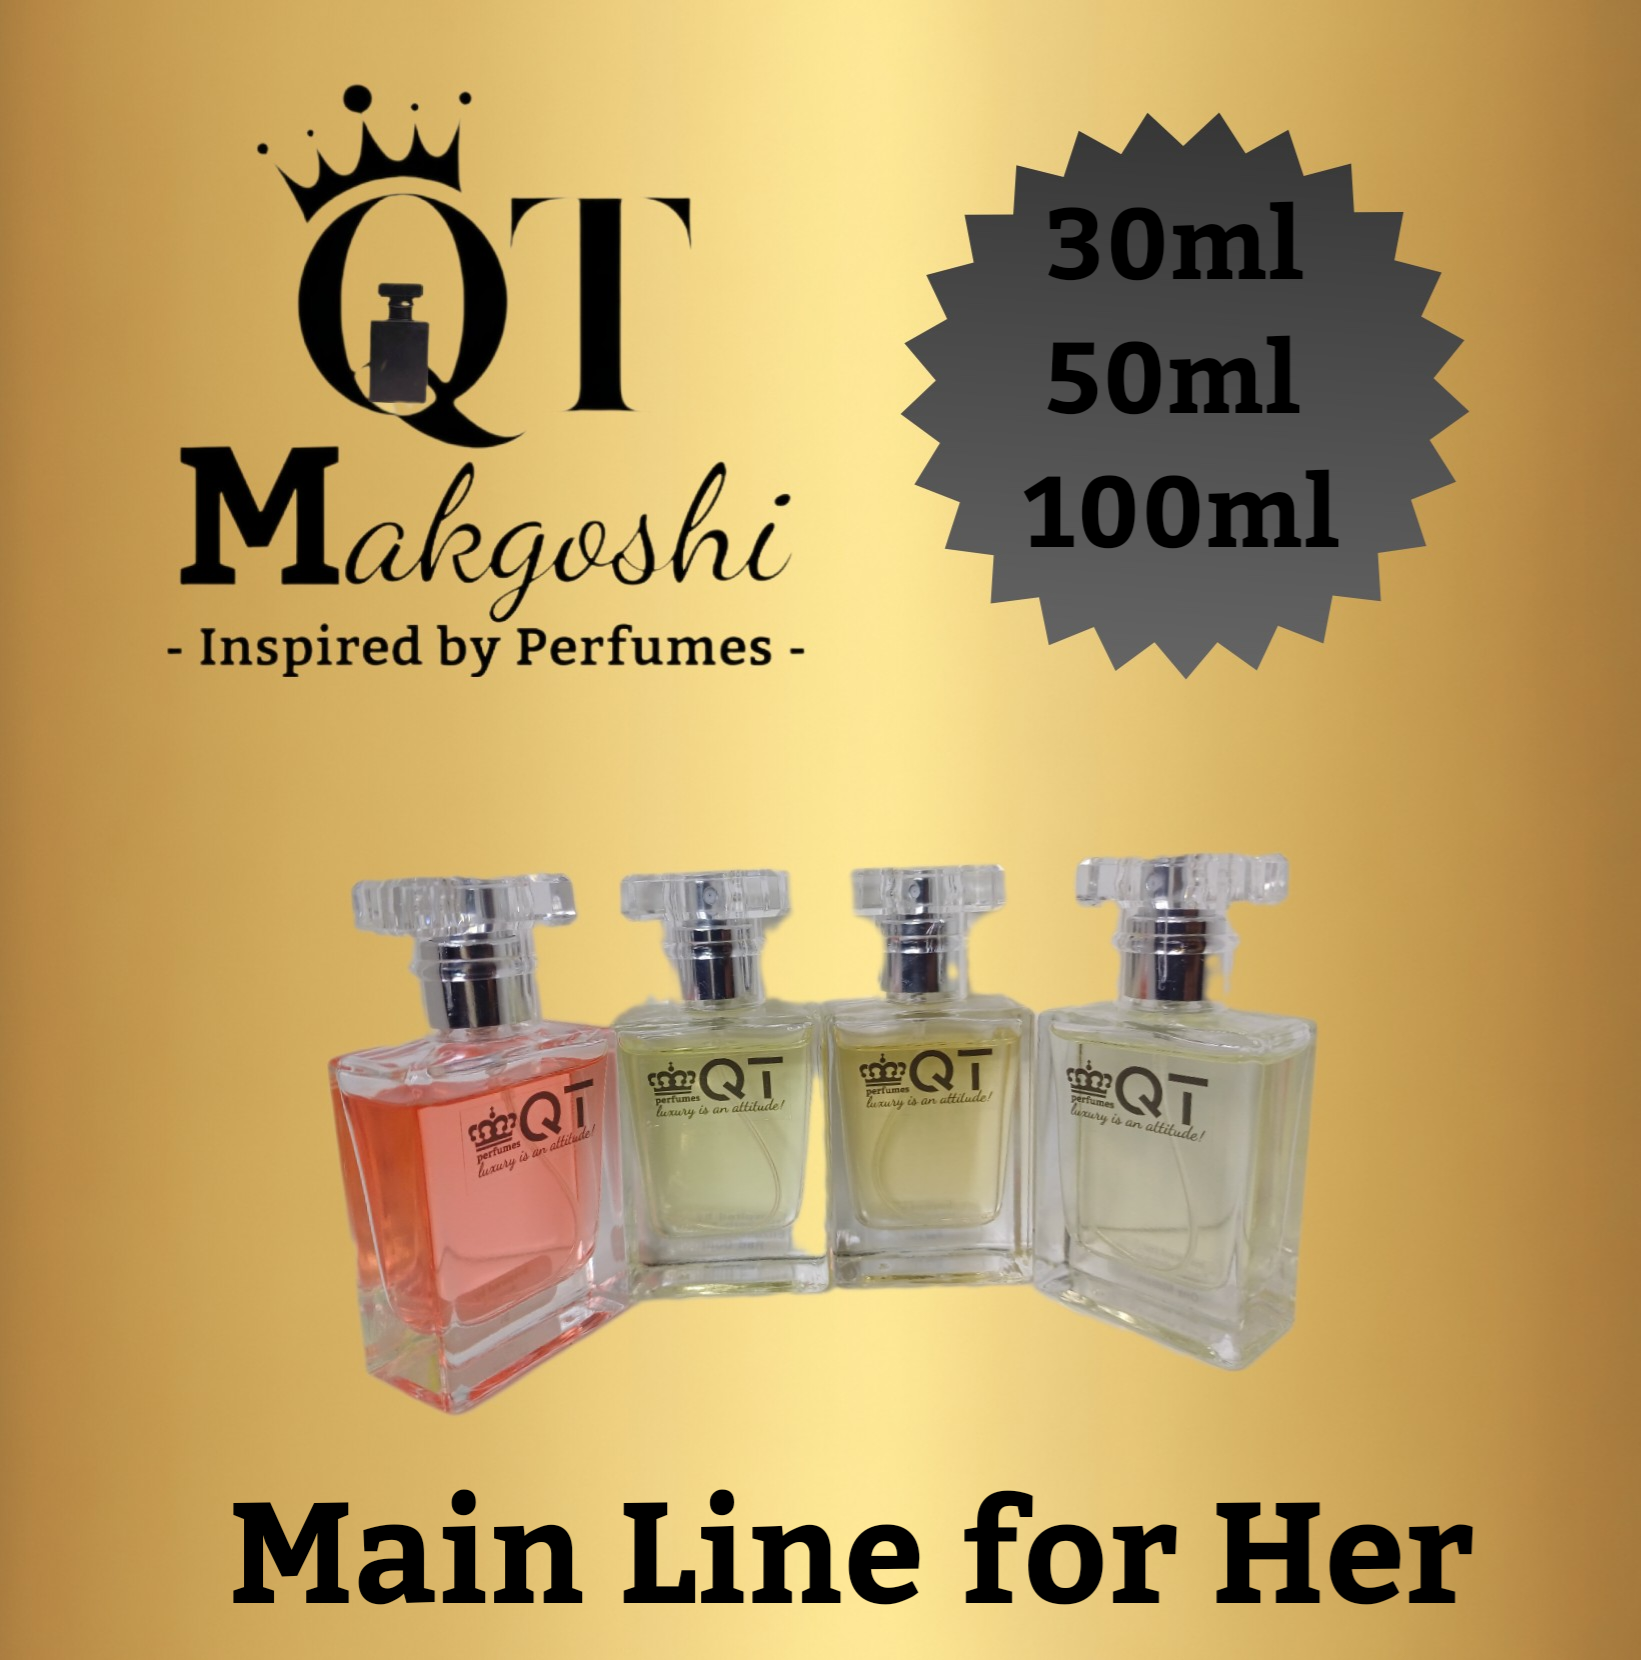 QT
Makgoshi
- Inspired by Perfumes -
30ml
50ml
100ml
QT
perfumes
luxury is an attitude!
QT
perfumes
luxury is an attitude!
QT
perfumes
luxury is an attitude!
QT
perfumes
luxury is an attitude!
Main Line for Her